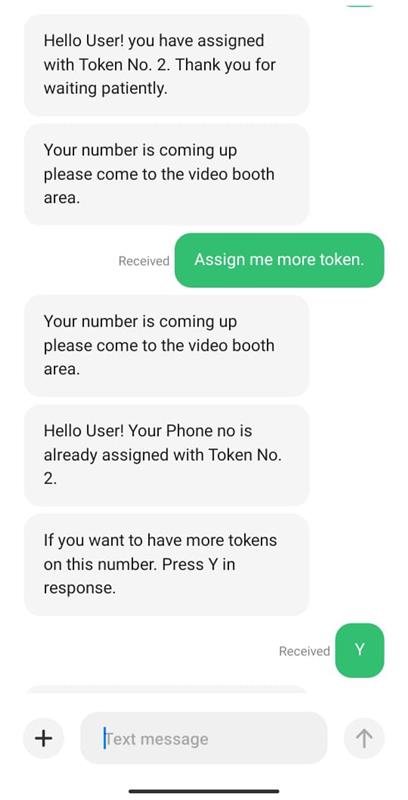 Hello User! you have assigned
with Token No. 2. Thank you for
waiting patiently.
Your number is coming up
please come to the video booth
area.
Received
Assign me more token.
Your number is coming up
please come to the video booth
area.
Hello User! Your Phone no is
already assigned with Token No.
2.
If you want to have more tokens
on this number. Press Y in
response.
Received
Y
Text message